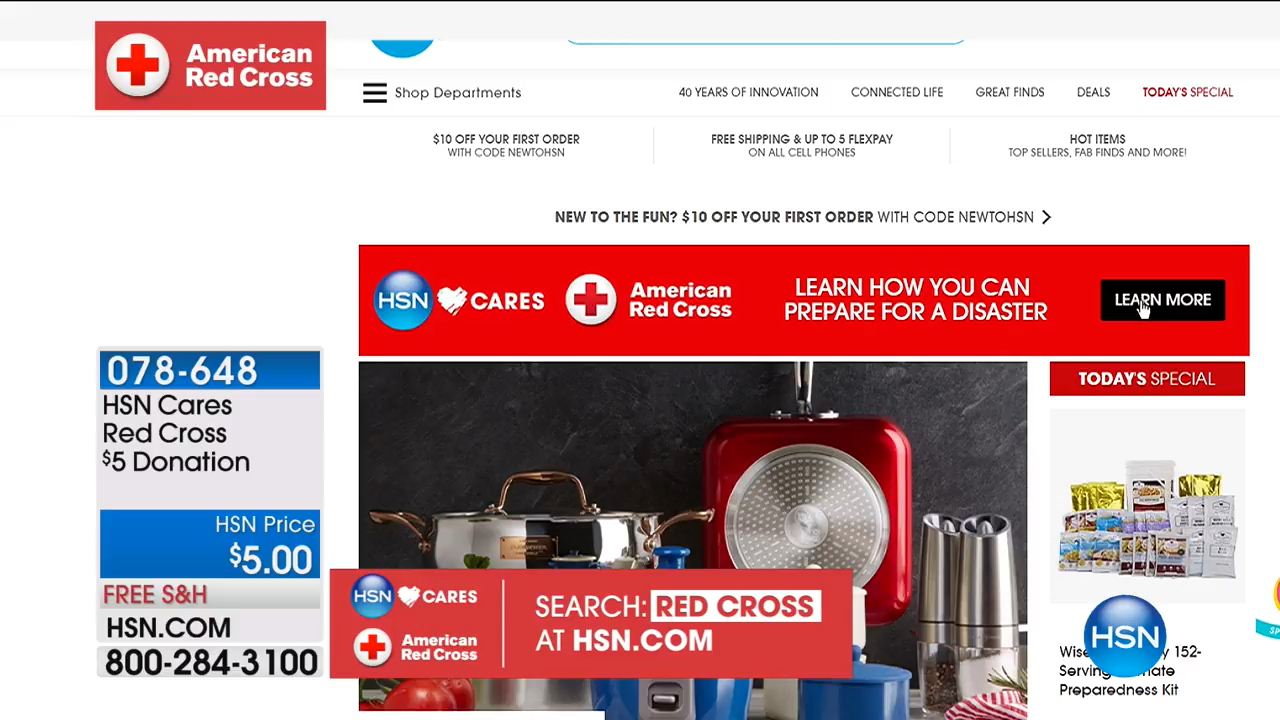 American
Red Cross
Shop Departments
40 YEARS OF INNOVATION
CONNECTED LIFE
GREAT FINDS
DEALS
TODAY'S SPECIAL
$10 OFF YOUR FIRST ORDER
WITH CODE NEWTOHSN
FREE SHIPPING & UP TO 5 FLEXPAY
ON ALL CELL PHONES
HOT ITEMS
TOP SELLERS, FAB FINDS AND MORE!
NEW TO THE FUN? $10 OFF YOUR FIRST ORDER WITH CODE NEWTOHSN
HSN CARES
American
Red Cross
LEARN HOW YOU CAN
PREPARE FOR A DISASTER
LEARN MORE
078-648
HSN Cares
Red Cross
$5 Donation
HSN Price
$5.00
FREE S&H
HSN.COM
800-284-3100
TODAY'S SPECIAL
HSN CARES
American
Red Cross
SEARCH: RED CROSS
AT HSN.COM
HSN
152-
Serving
Preparedness Kit